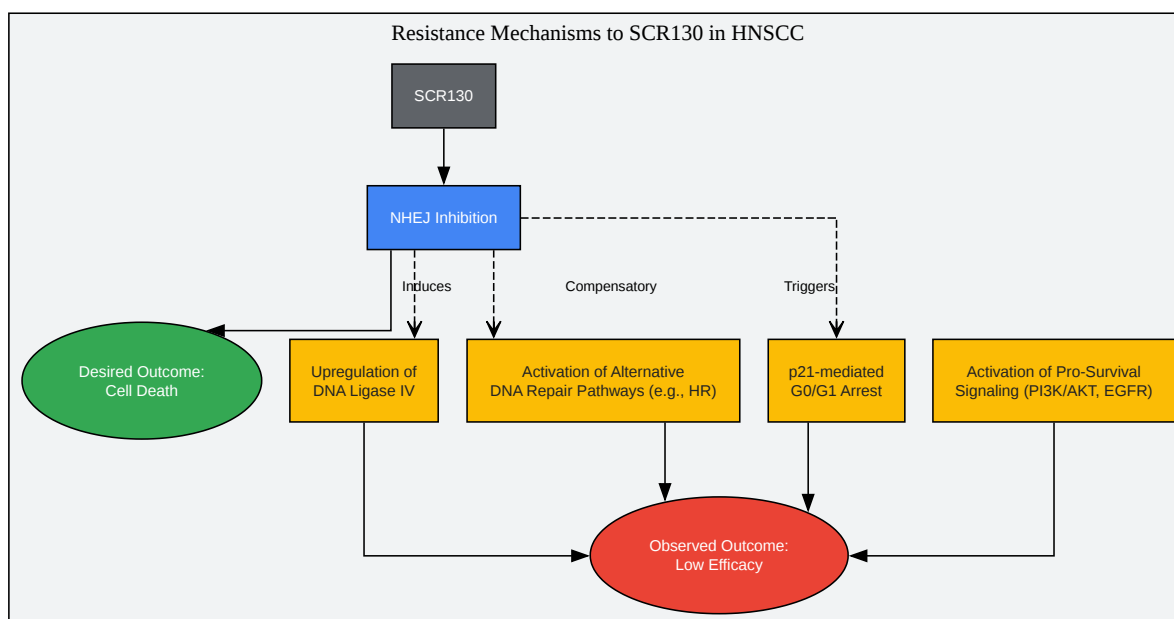 Resistance Mechanisms to SCR130 in HNSCC
SCR130
NHEJ Inhibition
Induces
Compensatory
Triggers
Desired Outcome:
Cell Death
Upregulation of
DNA Ligase IV
Activation of Alternative
DNA Repair Pathways (e.g., HR)
p21-mediated
G0/G1 Arrest
Activation of Pro-Survival
Signaling (PI3K/AKT, EGFR)
Observed Outcome:
Low Efficacy